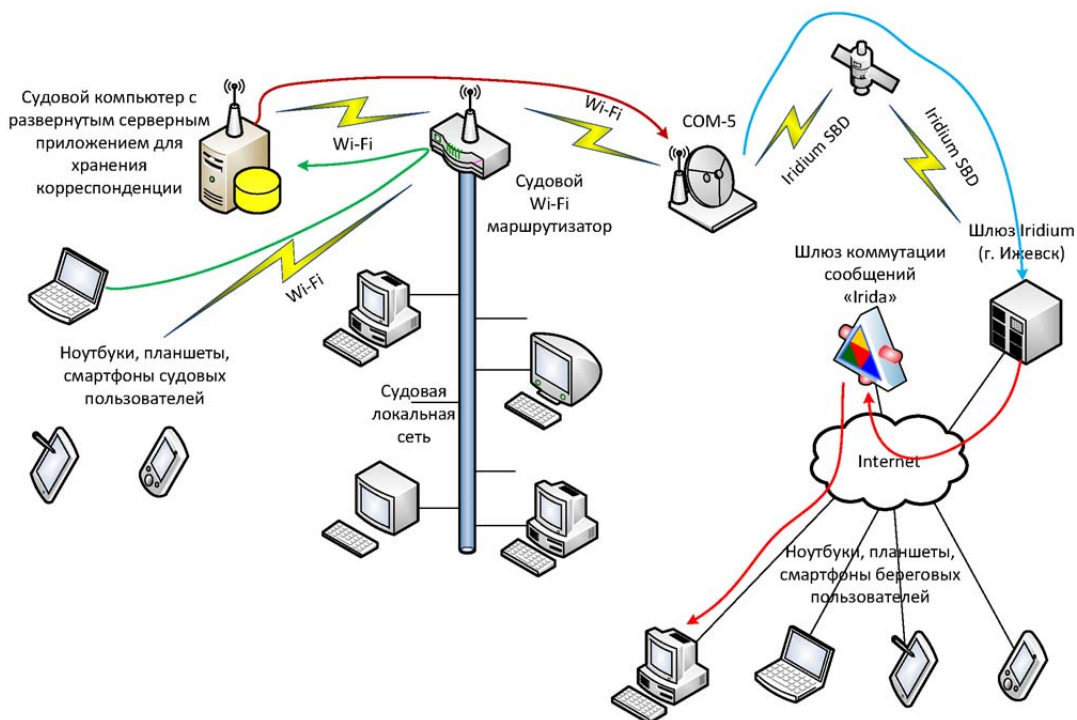 Судовой компьютер с
развернутым серверным
приложением для
хранения
корреспонденции
Wi-Fi
Wi-Fi
Судовой
Wi-Fi
маршрутизатор
Wi-Fi
COM-5
Iridium SBD
Iridium SBD
Шлюз Iridium
(г. Ижевск)
Шлюз коммутации
сообщений
«Irida»
Ноутбуки, планшеты,
смартфоны судовых
пользователей
Судовая
локальная
сеть
Internet
Ноутбуки, планшеты,
смартфоны береговых
пользователей